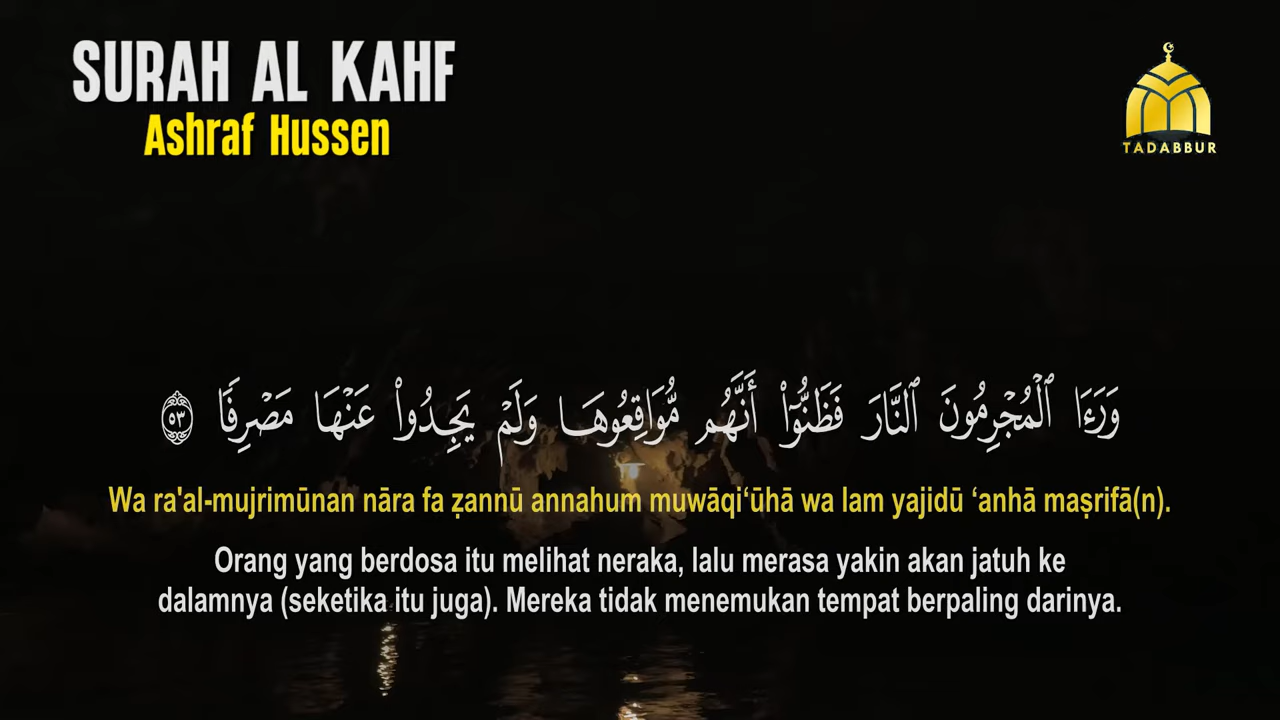 SURAH AL KAHF
Ashraf Hussen
TADABBUR
وَرَءَا ٱلْمُجْرِمُونَ ٱلنَّارَ فَظَنُّوٓا۟ أَنَّهُم مُّوَاقِعُوهَا وَلَمْ يَجِدُوا۟ عَنْهَا مَصْرِفًا ۝٥٣
Wa ra'al-mujrimūnan nāra fa ẓannū annahum muwāqi‘ūhā wa lam yajidū ‘anhā maṣrifā(n).
Orang yang berdosa itu melihat neraka, lalu merasa yakin akan jatuh ke
dalamnya (seketika itu juga). Mereka tidak menemukan tempat berpaling darinya.